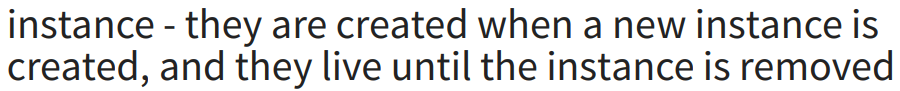 instance - they are created when a new instance is
created, and they live until the instance is removed